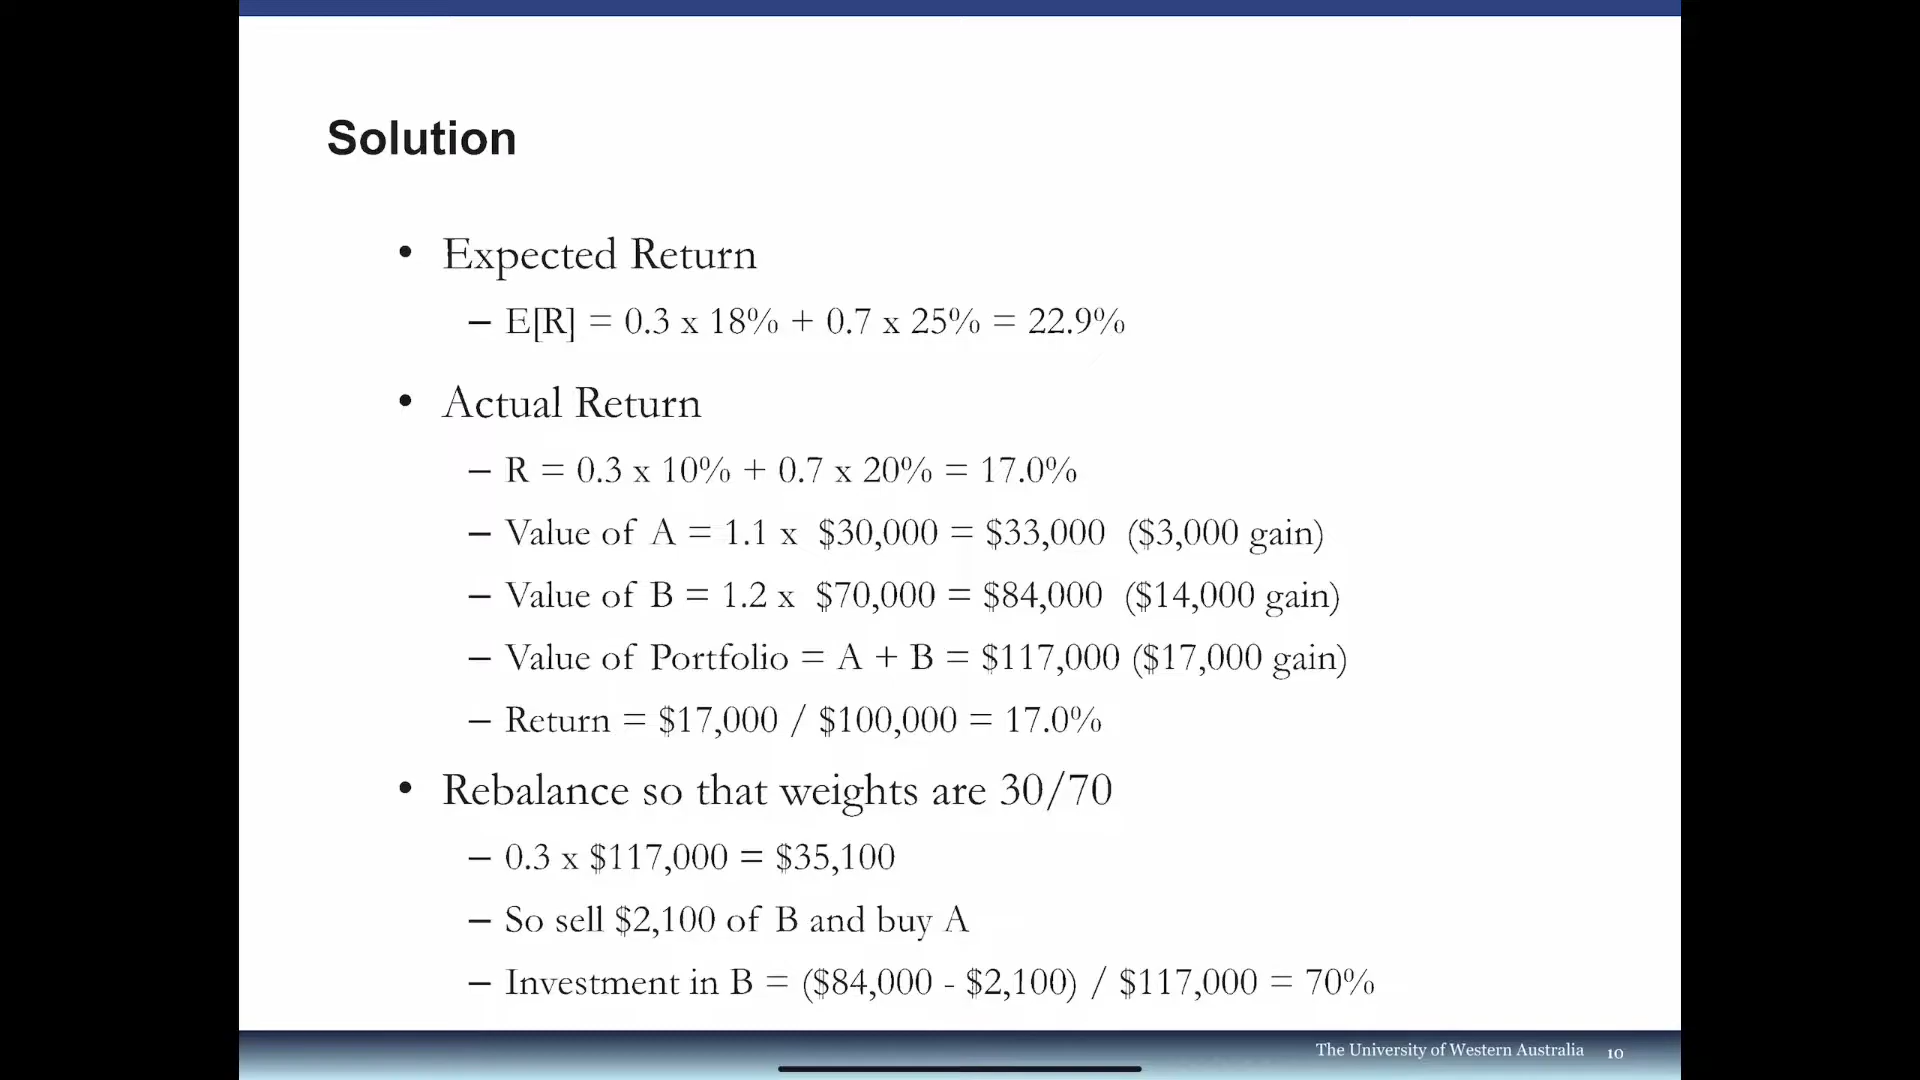 Solution
• Expected Return
– E[R] = 0.3 x 18% + 0.7 x 25% = 22.9%
• Actual Return
– R = 0.3 x 10% + 0.7 x 20% = 17.0%
– Value of A = 1.1 x $30,000 = $33,000 ($3,000 gain)
– Value of B = 1.2 x $70,000 = $84,000 ($14,000 gain)
– Value of Portfolio = A + B = $117,000 ($17,000 gain)
– Return = $17,000 / $100,000 = 17.0%
• Rebalance so that weights are 30/70
– 0.3 x $117,000 = $35,100
– So sell $2,100 of B and buy A
– Investment in B = ($84,000 - $2,100) / $117,000 = 70%
The University of Western Australia 10